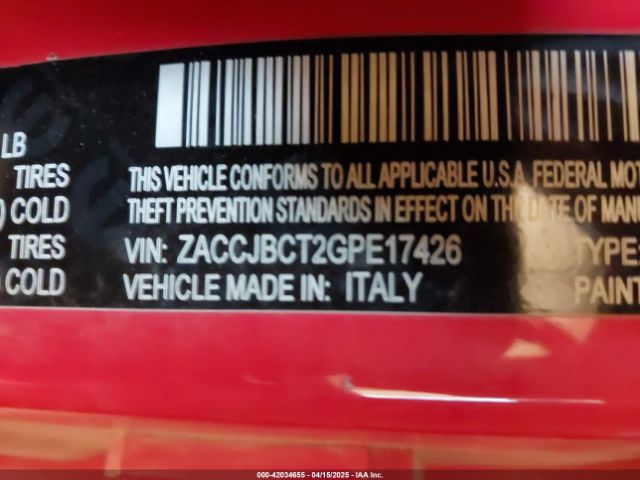 LB
TIRES
COLD
TIRES
COLD
THIS VEHICLE CONFORMS TO ALL APPLICABLE U.S.A. FEDERAL MOT
THEFT PREVENTION STANDARDS IN EFFECT ON THE DATE OF MAN
VIN: ZACCJBCT2GPE17426 TYPE:
VEHICLE MADE IN: ITALY PAINT
000-42034655 - 04/15/2025 - IAA Inc.